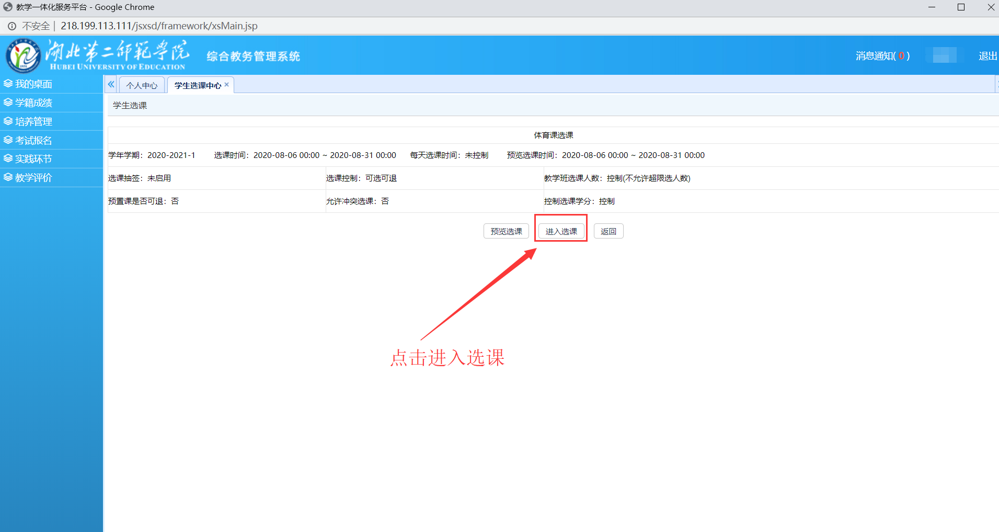 教学一体化服务平台 - Google Chrome
不安全 | 218.199.113.111/jsxsd/framework/xsMain.jsp
湖北第二师范学院
HUBEI UNIVERSITY OF EDUCATION
综合教务管理系统
消息通知( 0 )
退出
我的桌面
学籍成绩
培养管理
考试报名
实践环节
教学评价
个人中心
学生选课中心
学生选课
体育课选课
学年学期：2020-2021-1 选课时间：2020-08-06 00:00 ~ 2020-08-31 00:00 每天选课时间：未控制 预览选课时间：2020-08-06 00:00 ~ 2020-08-31 00:00
选课抽签：未启用 选课控制：可选可退 教学班选课人数：控制(不允许超限选人数)
预置课是否可退：否 允许冲突选课：否 控制选课学分：控制
预览选课 进入选课 返回
点击进入选课